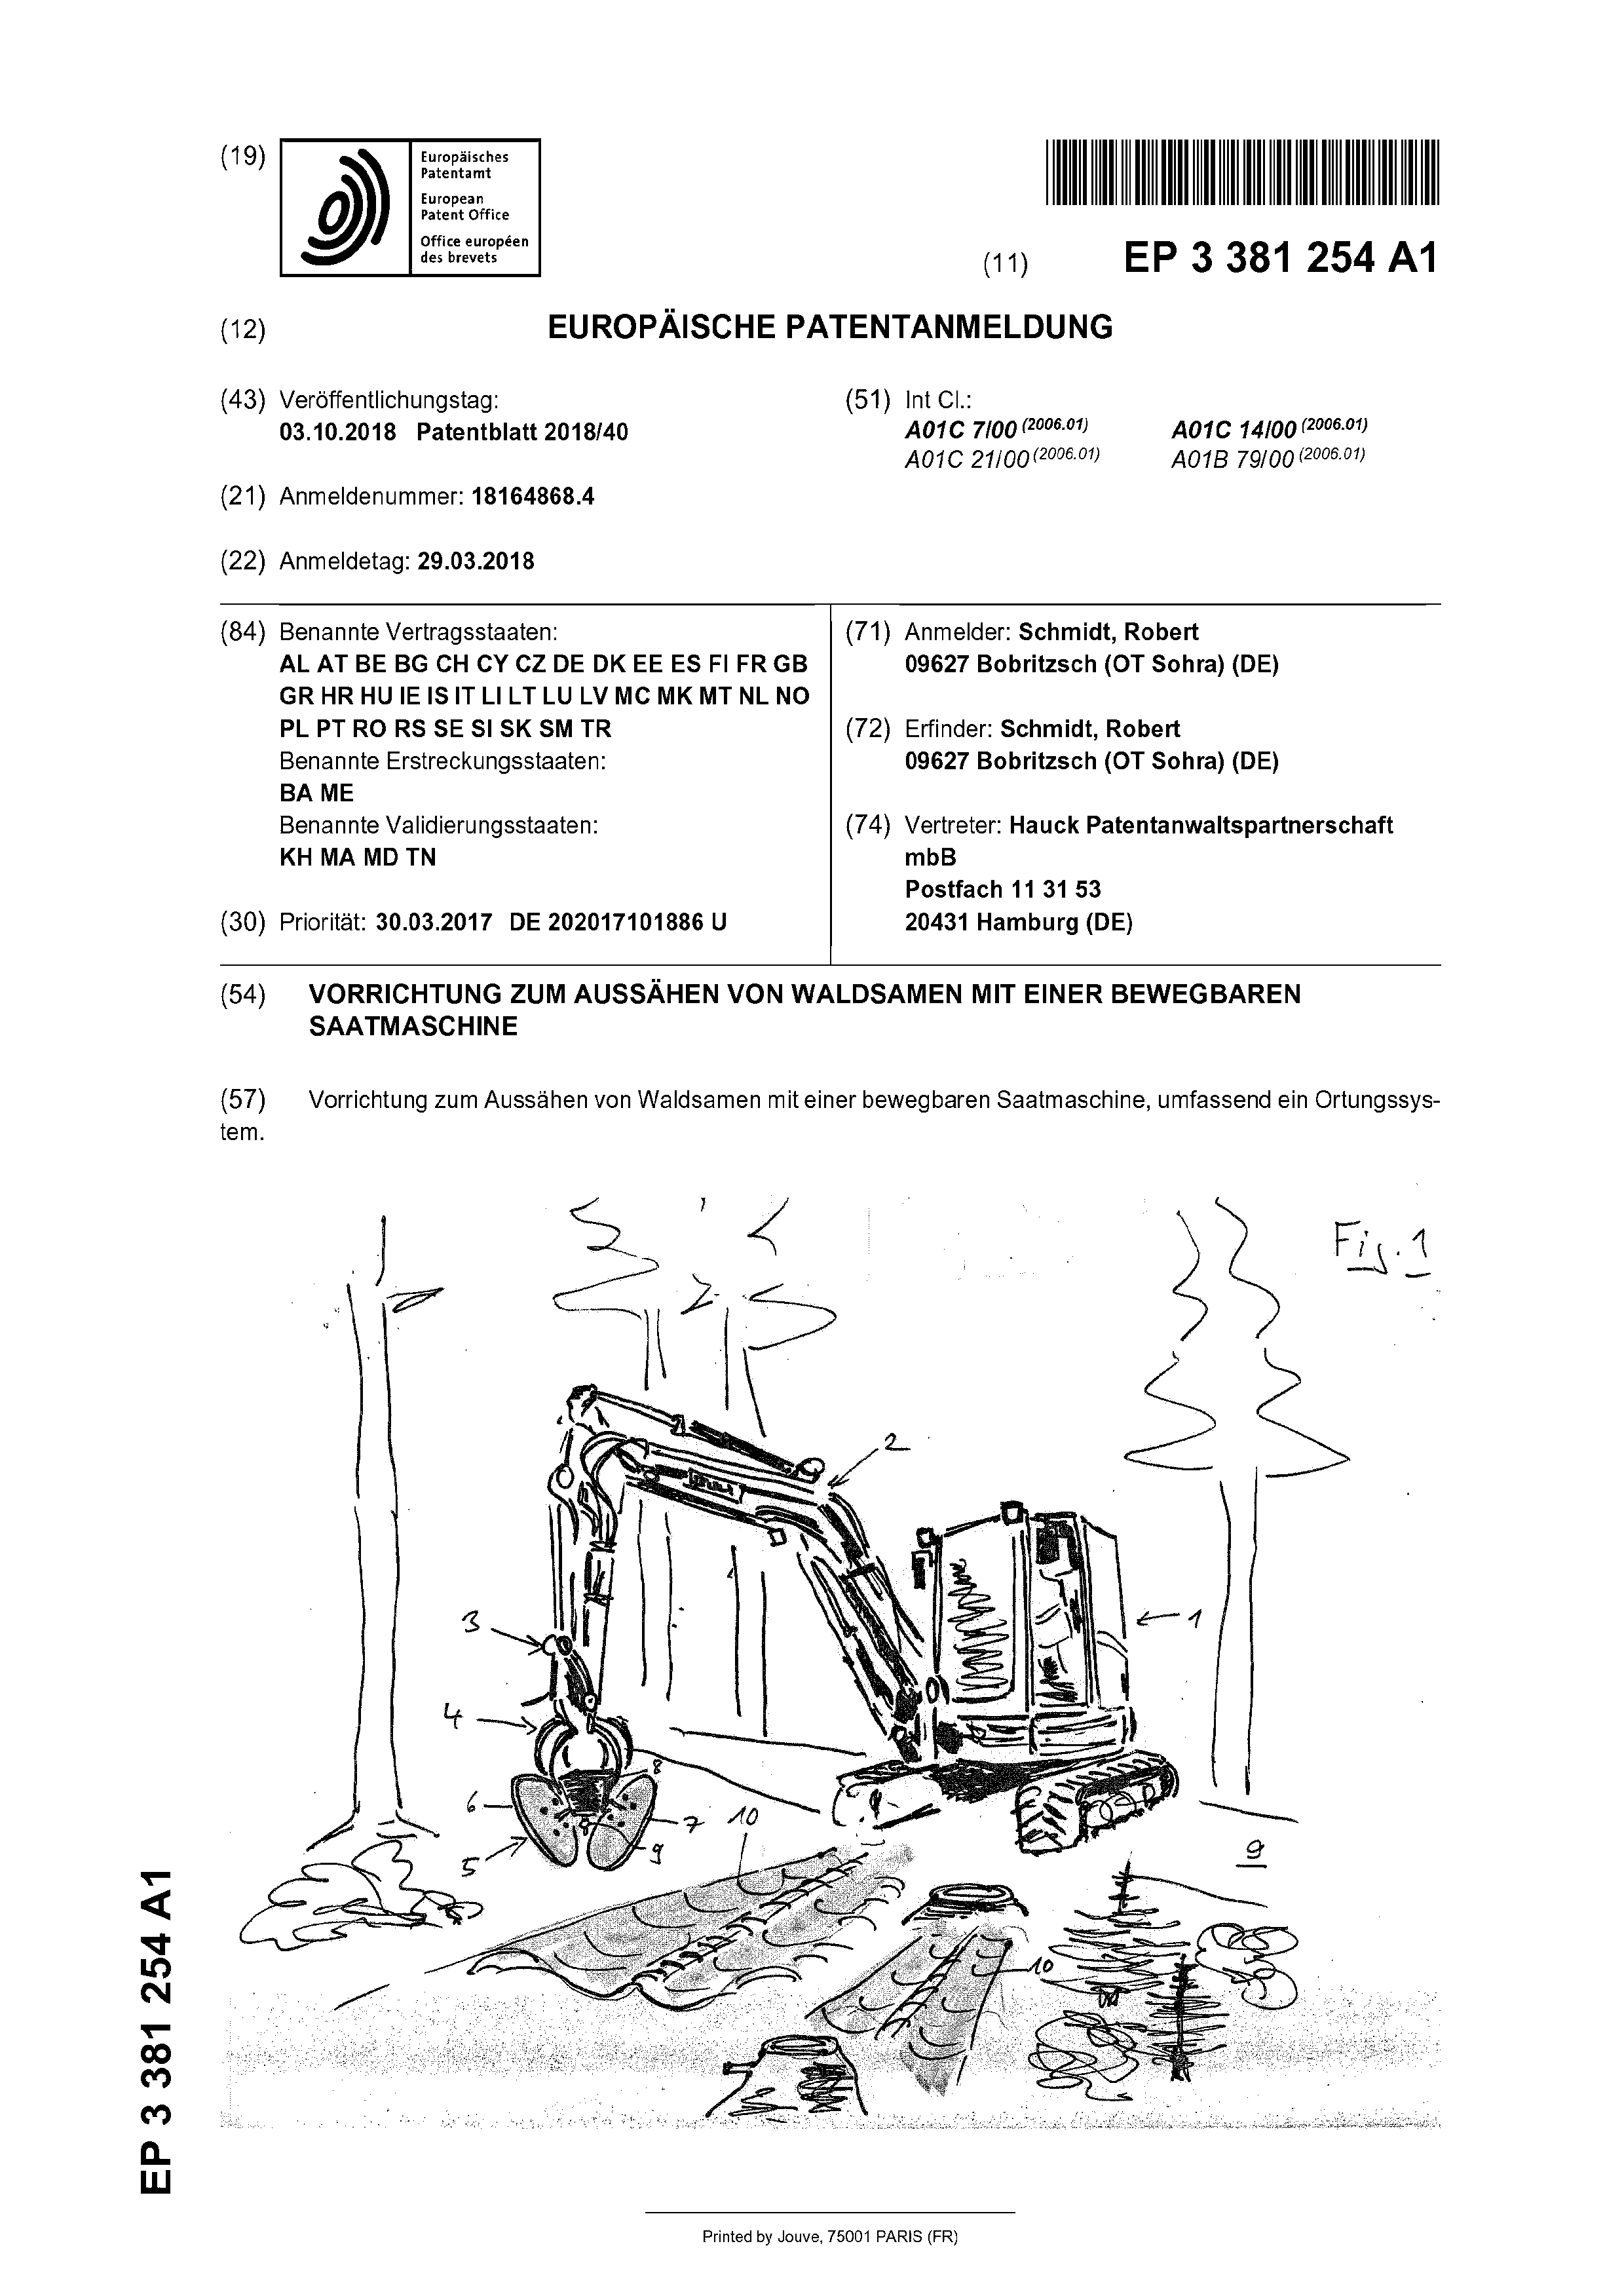 (19)
Europäisches
Patentamt
European
Patent Office
Office européen
des brevets
(11) EP 3 381 254 A1
(12) EUROPÄISCHE PATENTANMELDUNG
(43) Veröffentlichungstag:
03.10.2018 Patentblatt 2018/40
(21) Anmeldenummer: 18164868.4
(22) Anmeldetag: 29.03.2018
(51) Int Cl.:
A01C 7/00 (2006.01) A01C 14/00 (2006.01)
A01C 21/00 (2006.01) A01B 79/00 (2006.01)
(84) Benannte Vertragsstaaten:
AL AT BE BG CH CY CZ DE DK EE ES FI FR GB
GR HR HU IE IS IT LI LT LU LV MC MK MT NL NO
PL PT RO RS SE SI SK SM TR
Benannte Erstreckungsstaaten:
BA ME
Benannte Validierungsstaaten:
KH MA MD TN
(30) Priorität: 30.03.2017 DE 202017101886 U
(71) Anmelder: Schmidt, Robert
09627 Bobritzsch (OT Sohra) (DE)
(72) Erfinder: Schmidt, Robert
09627 Bobritzsch (OT Sohra) (DE)
(74) Vertreter: Hauck Patentanwaltspartnerschaft
mbB
Postfach 11 31 53
20431 Hamburg (DE)
(54) VORRICHTUNG ZUM AUSSÄHEN VON WALDSAMEN MIT EINER BEWEGBAREN
SAATMASCHINE
(57) Vorrichtung zum Aussähen von Waldsamen mit einer bewegbaren Saatmaschine, umfassend ein Ortungssys-
tem.
Fig. 1
2
1
3
4
8
6
7
10
5
9
9
10
EP 3 381 254 A1
Printed by Jouve, 75001 PARIS (FR)